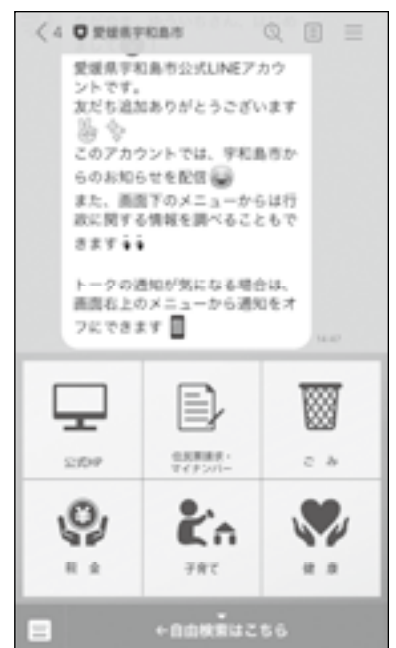 4 愛媛県宇和島市
愛媛県宇和島市公式LINEアカウ
ントです。
友だち追加ありがとうございます
このアカウントでは、宇和島市か
らのお知らせを配信
また、画面下のメニューからは行
政に関する情報を調べることもで
きます
トークの通知が気になる場合は、
画面右上のメニューから通知をオ
フにできます
公式HP
住民票請求・
マイナンバー
ごみ
税金
子育て
健康
←自由検索はこちら